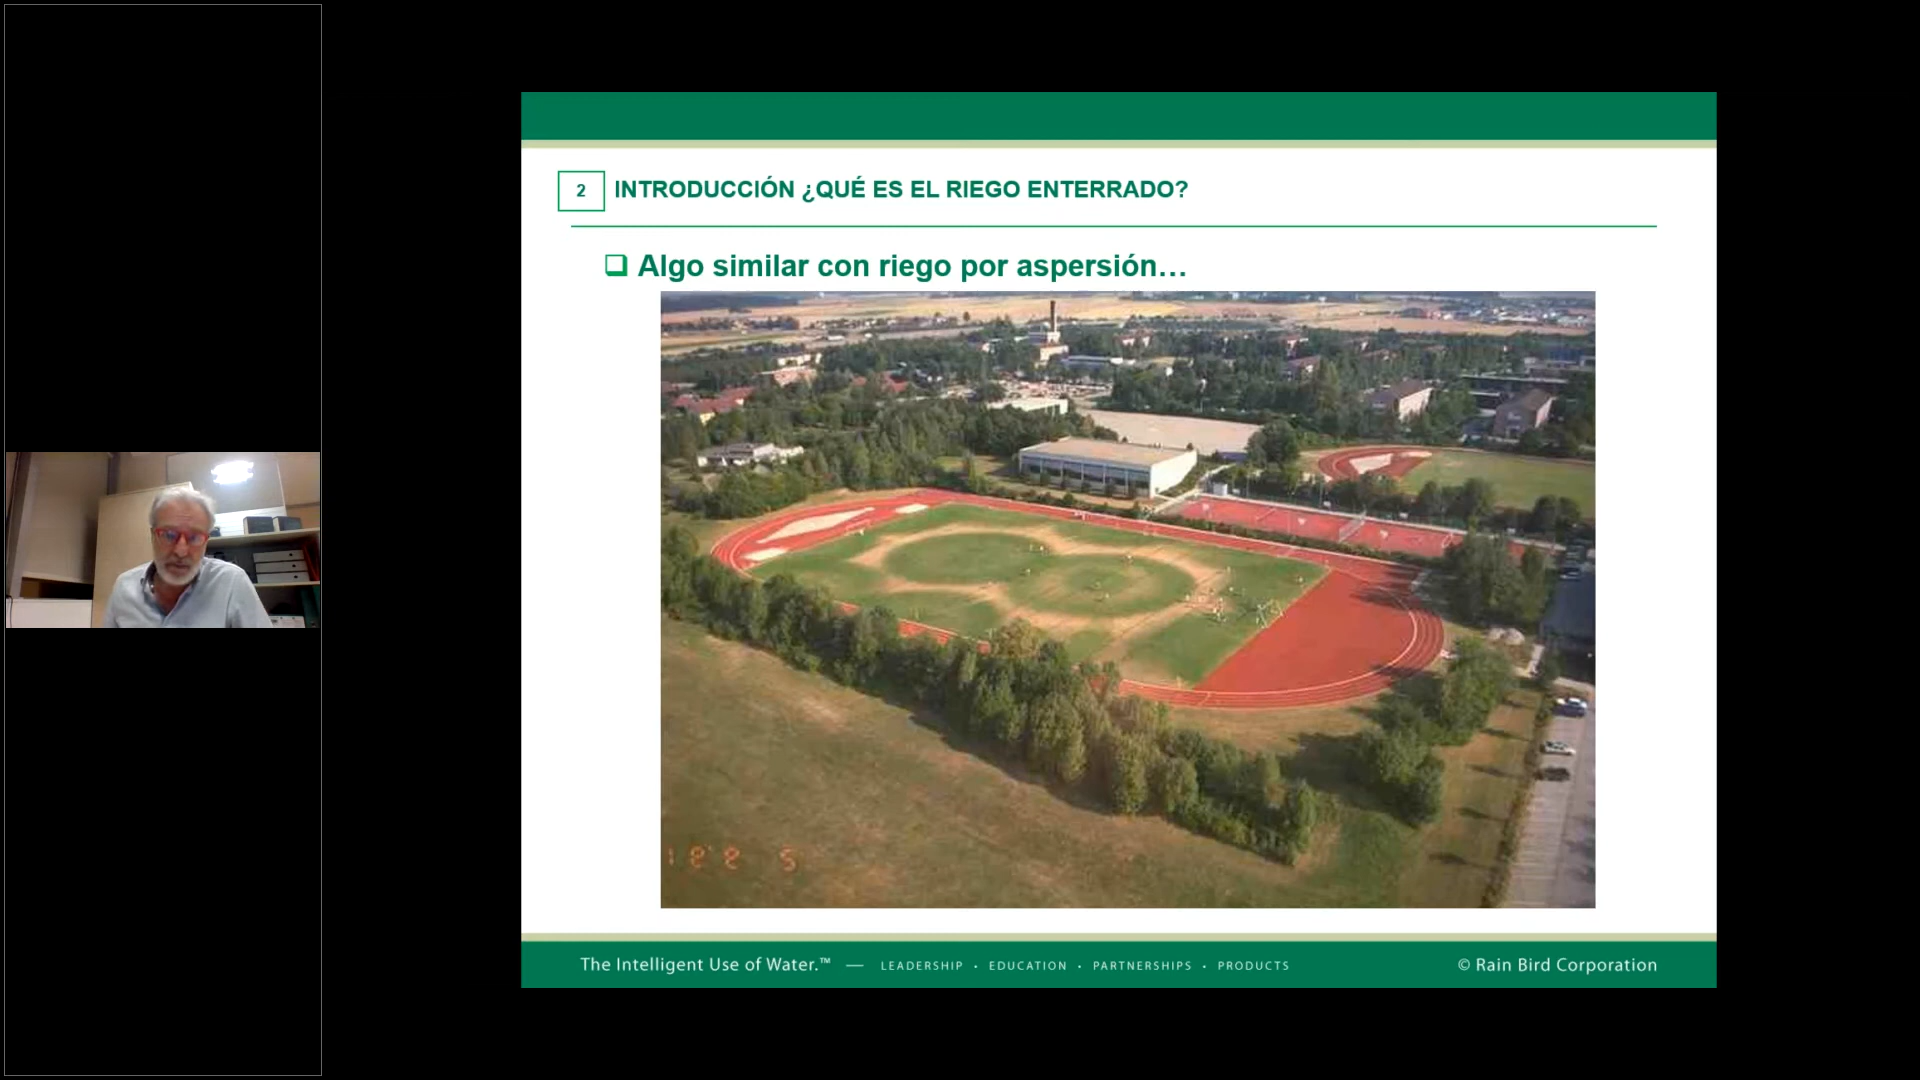 2
INTRODUCCIÓN ¿QUÉ ES EL RIEGO ENTERRADO?
❑ Algo similar con riego por aspersión…
The Intelligent Use of Water.™ — LEADERSHIP • EDUCATION • PARTNERSHIPS • PRODUCTS
© Rain Bird Corporation